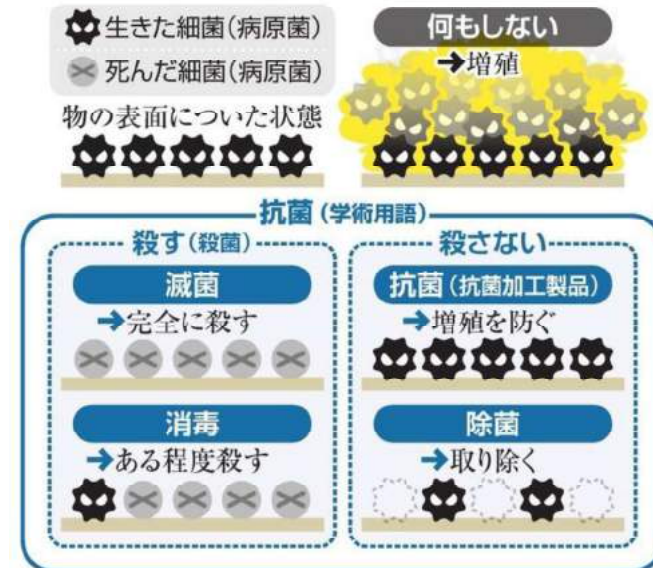 生きた細菌(病原菌)
死んだ細菌(病原菌)
物の表面についた状態
何もしない
➔増殖
抗菌(学術用語)
殺す(殺菌)
滅菌
➔完全に殺す
消毒
➔ある程度殺す
殺さない
抗菌(抗菌加工製品)
➔増殖を防ぐ
除菌
➔取り除く